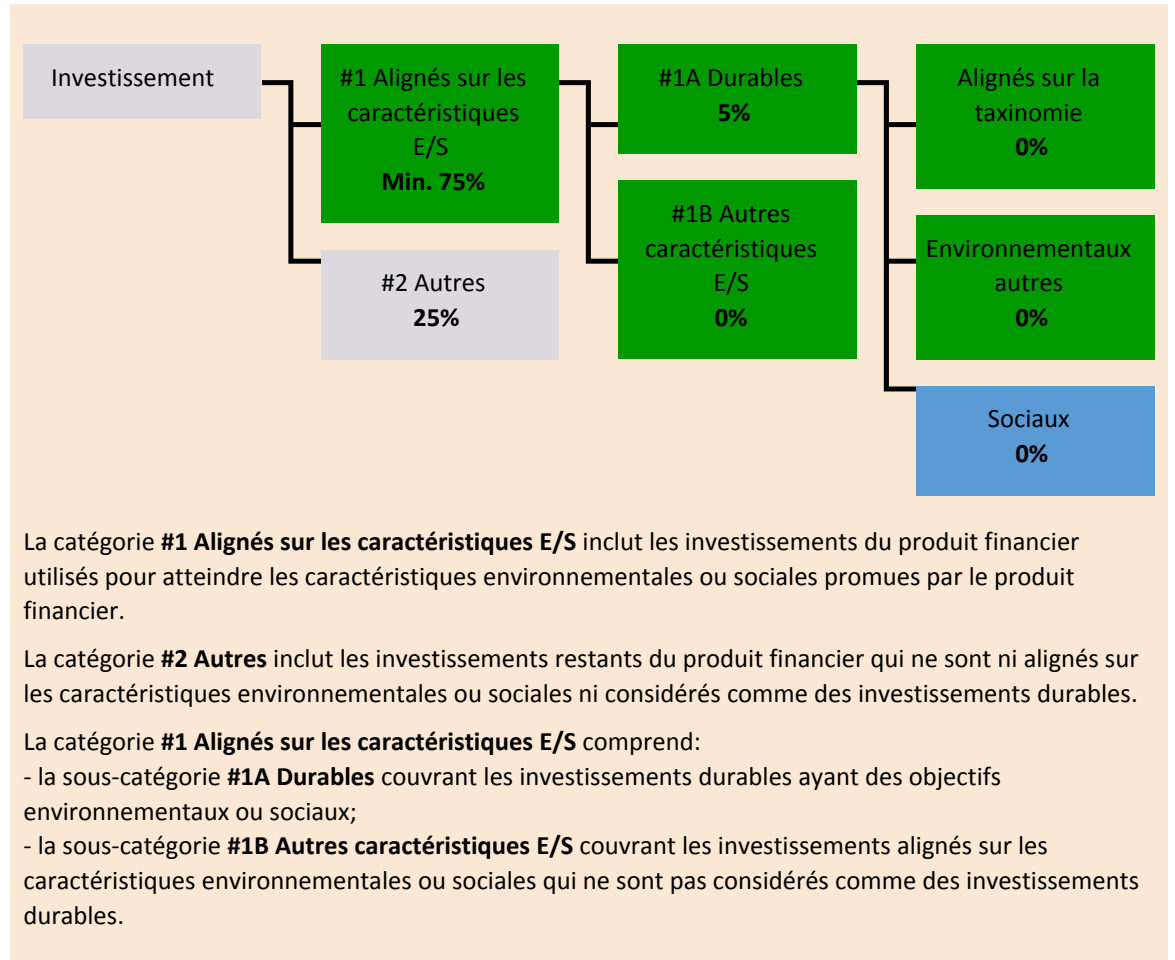 Investissement
#1 Alignés sur les
caractéristiques
E/S
Min. 75%
#2 Autres
25%
#1A Durables
5%
#1B Autres
caractéristiques
E/S
0%
Alignés sur la
taxinomie
0%
Environnementaux
autres
0%
Sociaux
0%
La catégorie #1 Alignés sur les caractéristiques E/S inclut les investissements du produit financier
utilisés pour atteindre les caractéristiques environnementales ou sociales promues par le produit
financier.
La catégorie #2 Autres inclut les investissements restants du produit financier qui ne sont ni alignés sur
les caractéristiques environnementales ou sociales ni considérés comme des investissements durables.
La catégorie #1 Alignés sur les caractéristiques E/S comprend:
- la sous-catégorie #1A Durables couvrant les investissements durables ayant des objectifs
environnementaux ou sociaux;
- la sous-catégorie #1B Autres caractéristiques E/S couvrant les investissements alignés sur les
caractéristiques environnementales ou sociales qui ne sont pas considérés comme des investissements
durables.